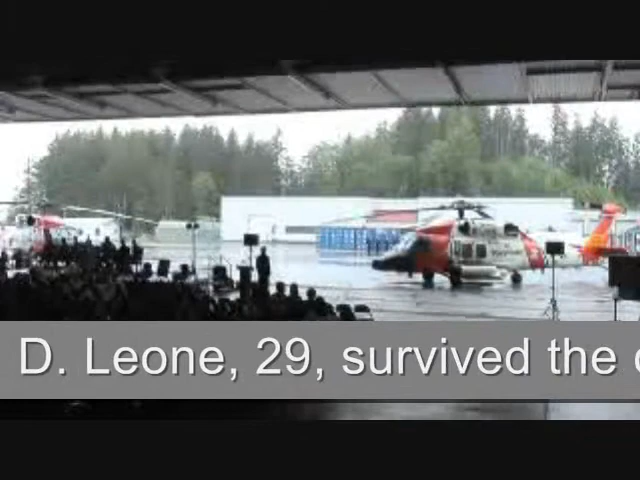 D. Leone, 29, survived the